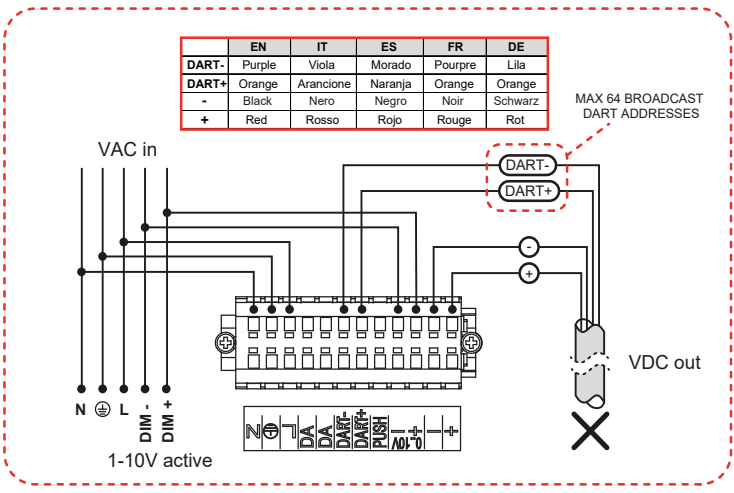 EN IT ES FR DE
DART- Purple Viola Morado Pourpre Lila
DART+ Orange Arancione Naranja Orange Orange
- Black Nero Negro Noir Schwarz
+ Red Rosso Rojo Rouge Rot
MAX 64 BROADCAST
DART ADDRESSES
VAC in
DART-
DART+
-
+
VDC out
N L DIM - DIM +
1-10V active
N L DA DA DART- DART+ PUSH - + 0..10V - +